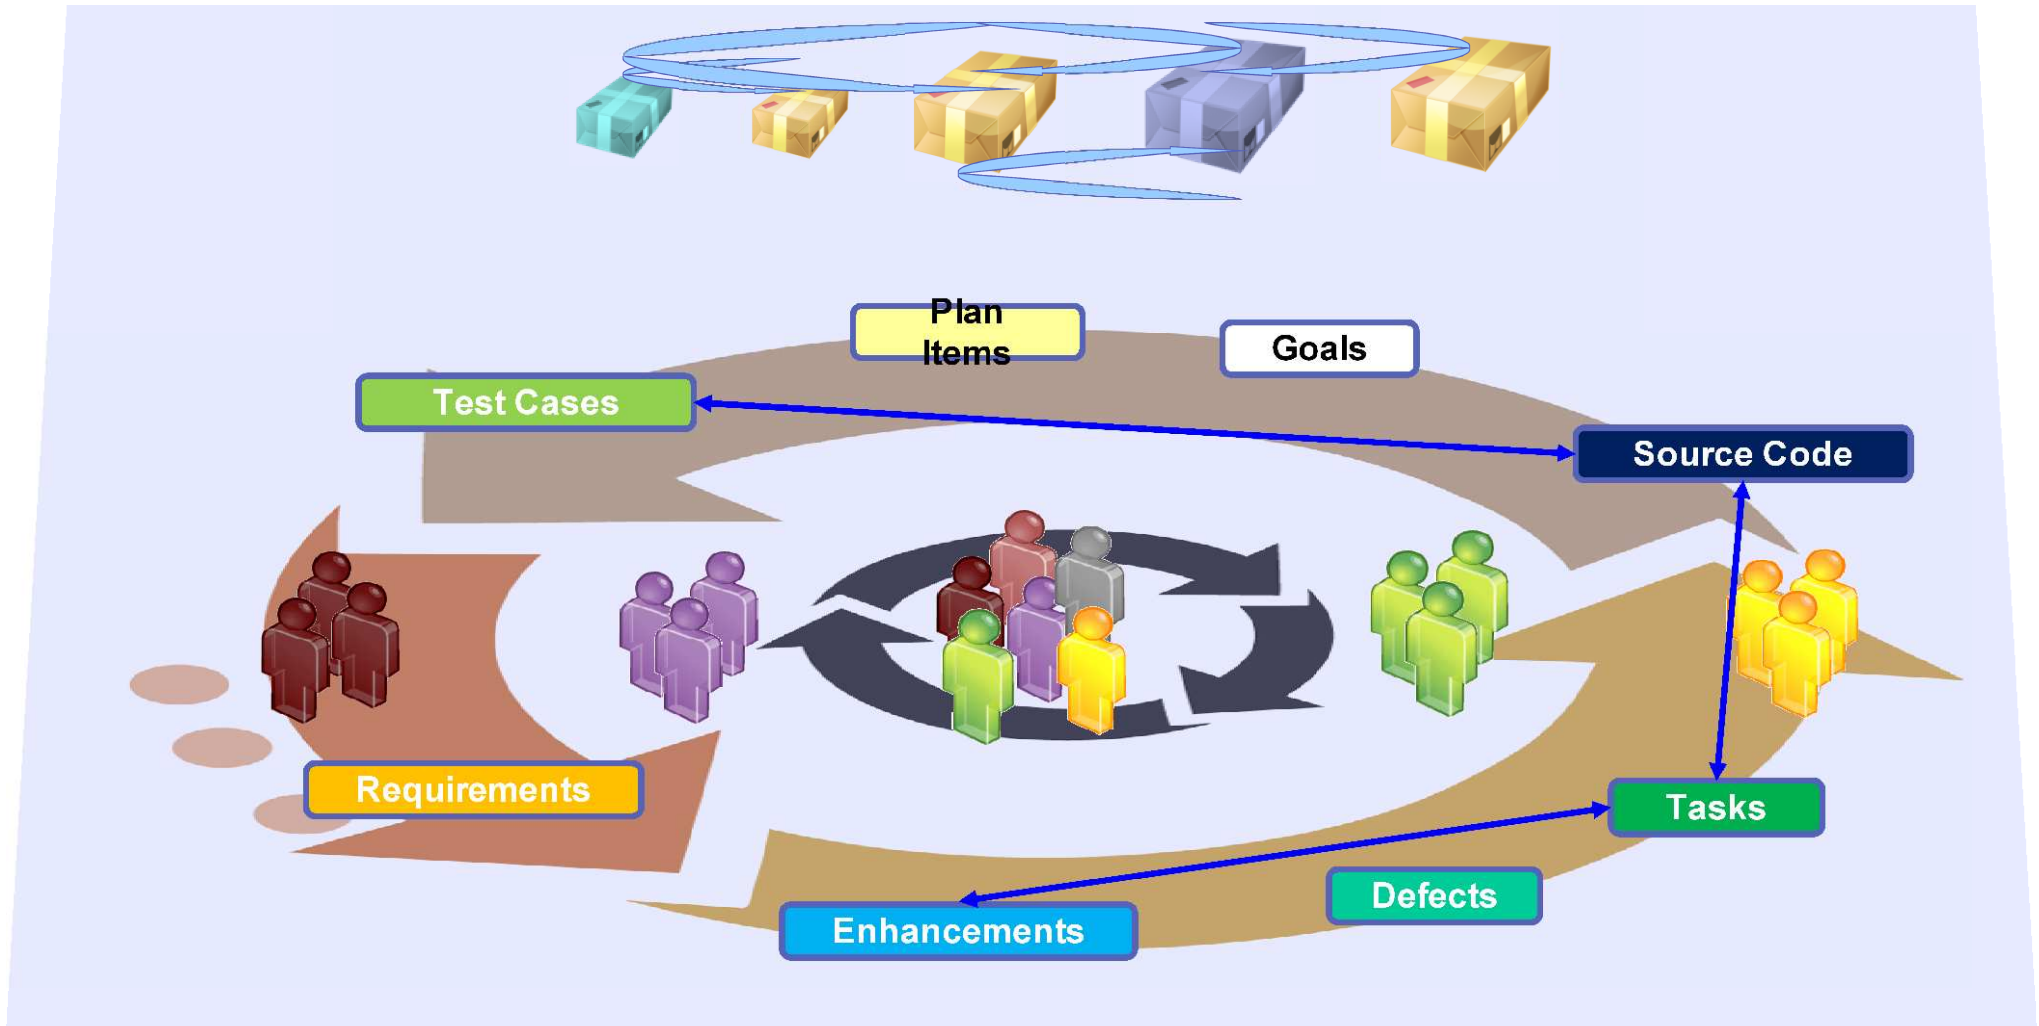 Plan
Items
Goals
Test Cases
Source Code
Requirements
Tasks
Defects
Enhancements